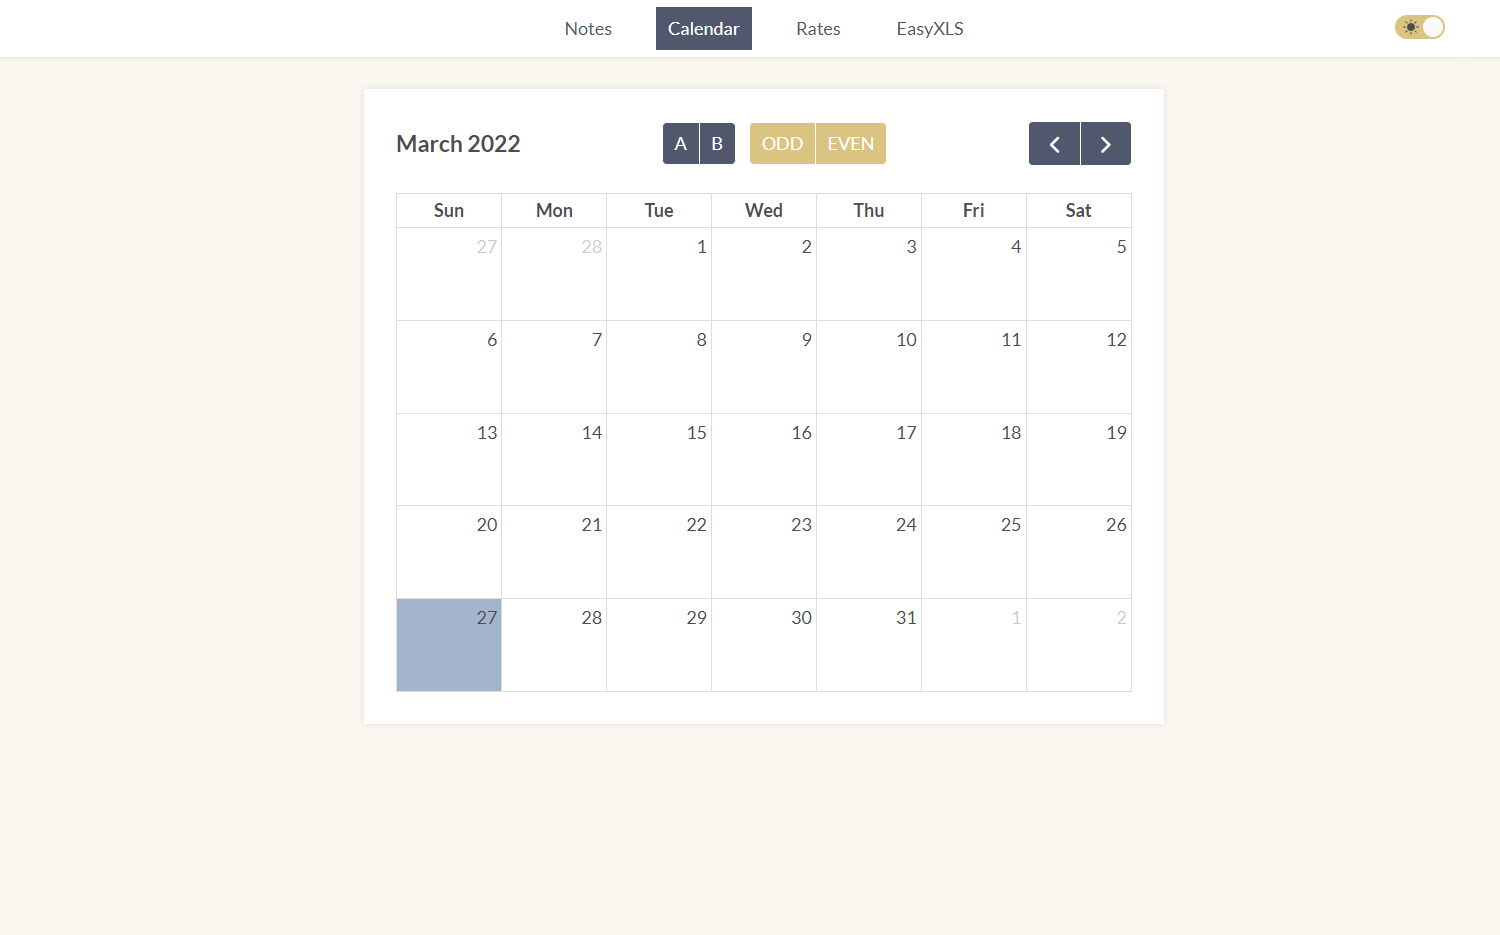 Notes Calendar Rates EasyXLS
March 2022 A B ODD EVEN
Sun Mon Tue Wed Thu Fri Sat
27 28 1 2 3 4 5
6 7 8 9 10 11 12
13 14 15 16 17 18 19
20 21 22 23 24 25 26
27 28 29 30 31 1 2